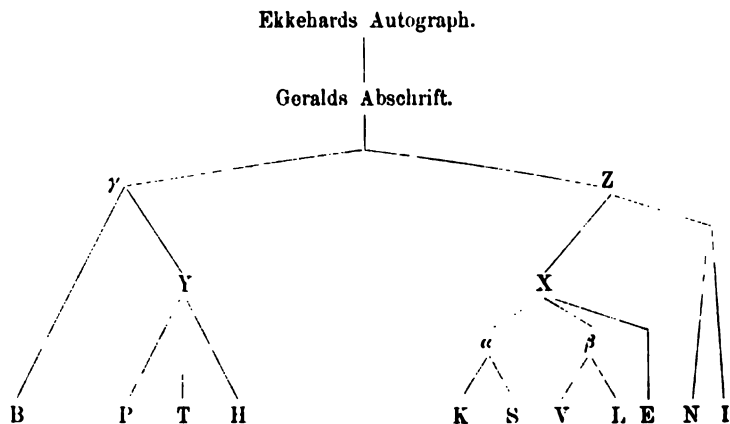 Ekkehards Autograph.
Geralds Abschrift.
γ Z
Y X
α β
B P T H K S V L E N I